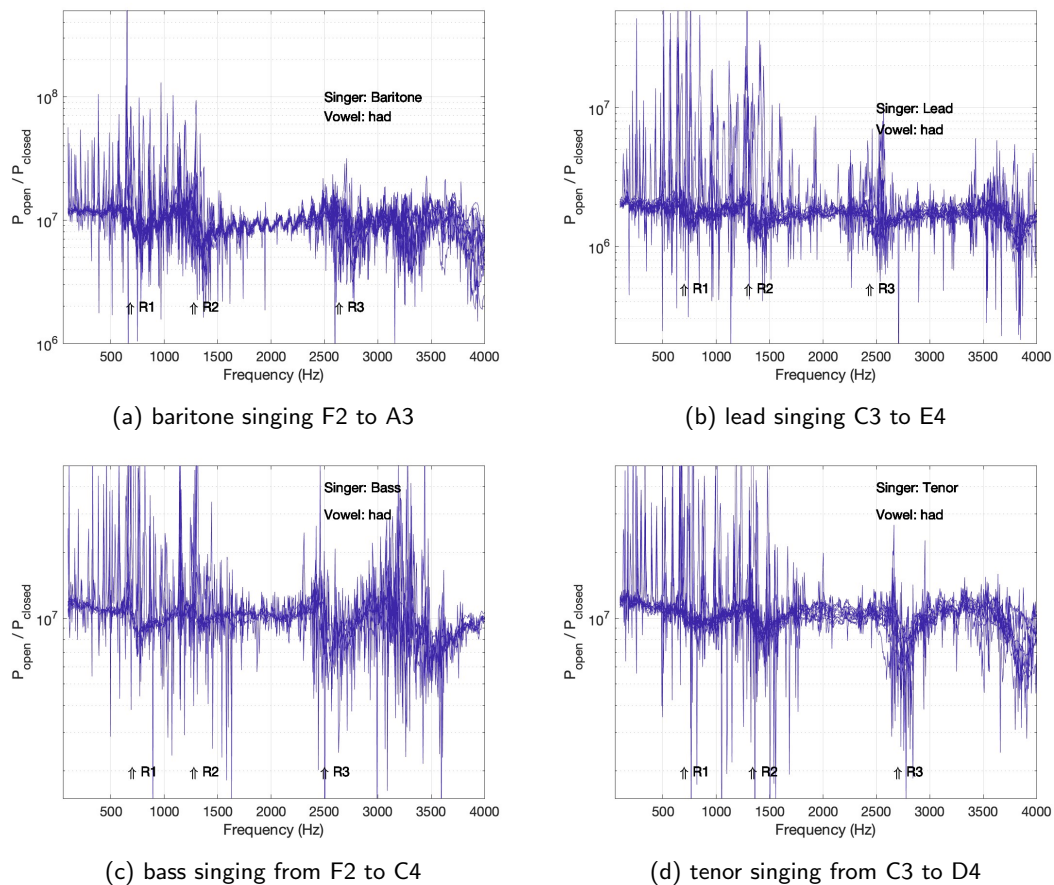 10^8
10^7
10^6
P_open / P_closed
Singer: Baritone
Vowel: had
⇑ R1
⇑ R2
⇑ R3
500 1000 1500 2000 2500 3000 3500 4000
Frequency (Hz)
(a) baritone singing F2 to A3
10^7
10^6
P_open / P_closed
Singer: Lead
Vowel: had
⇑ R1
⇑ R2
⇑ R3
500 1000 1500 2000 2500 3000 3500 4000
Frequency (Hz)
(b) lead singing C3 to E4
10^7
P_open / P_closed
Singer: Bass
Vowel: had
⇑ R1
⇑ R2
⇑ R3
500 1000 1500 2000 2500 3000 3500 4000
Frequency (Hz)
(c) bass singing from F2 to C4
10^7
P_open / P_closed
Singer: Tenor
Vowel: had
⇑ R1
⇑ R2
⇑ R3
500 1000 1500 2000 2500 3000 3500 4000
Frequency (Hz)
(d) tenor singing from C3 to D4